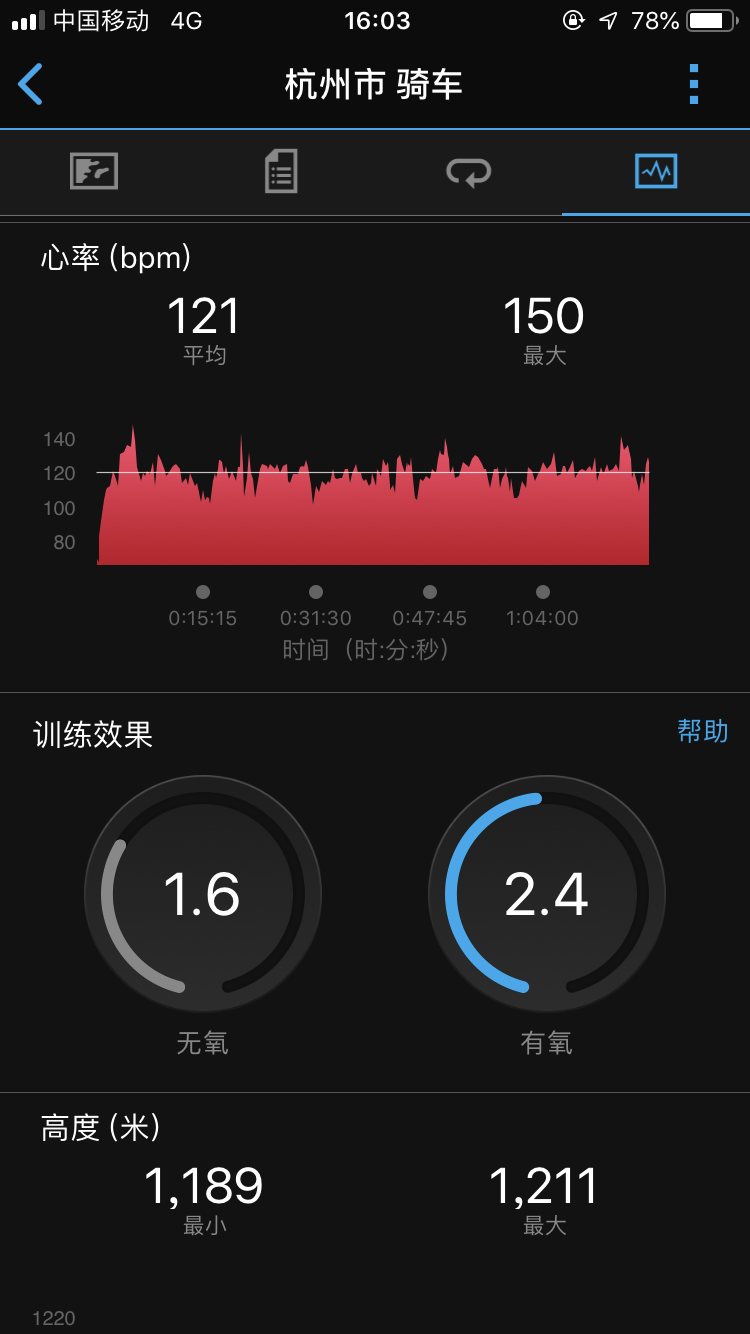 中国移动 4G 16:03 78%
杭州市 骑车
心率 (bpm)
121 150
平均 最大
140
120
100
80
0:15:15 0:31:30 0:47:45 1:04:00
时间（时:分:秒）
训练效果 帮助
1.6 2.4
无氧 有氧
高度 (米)
1,189 1,211
最小 最大
1220